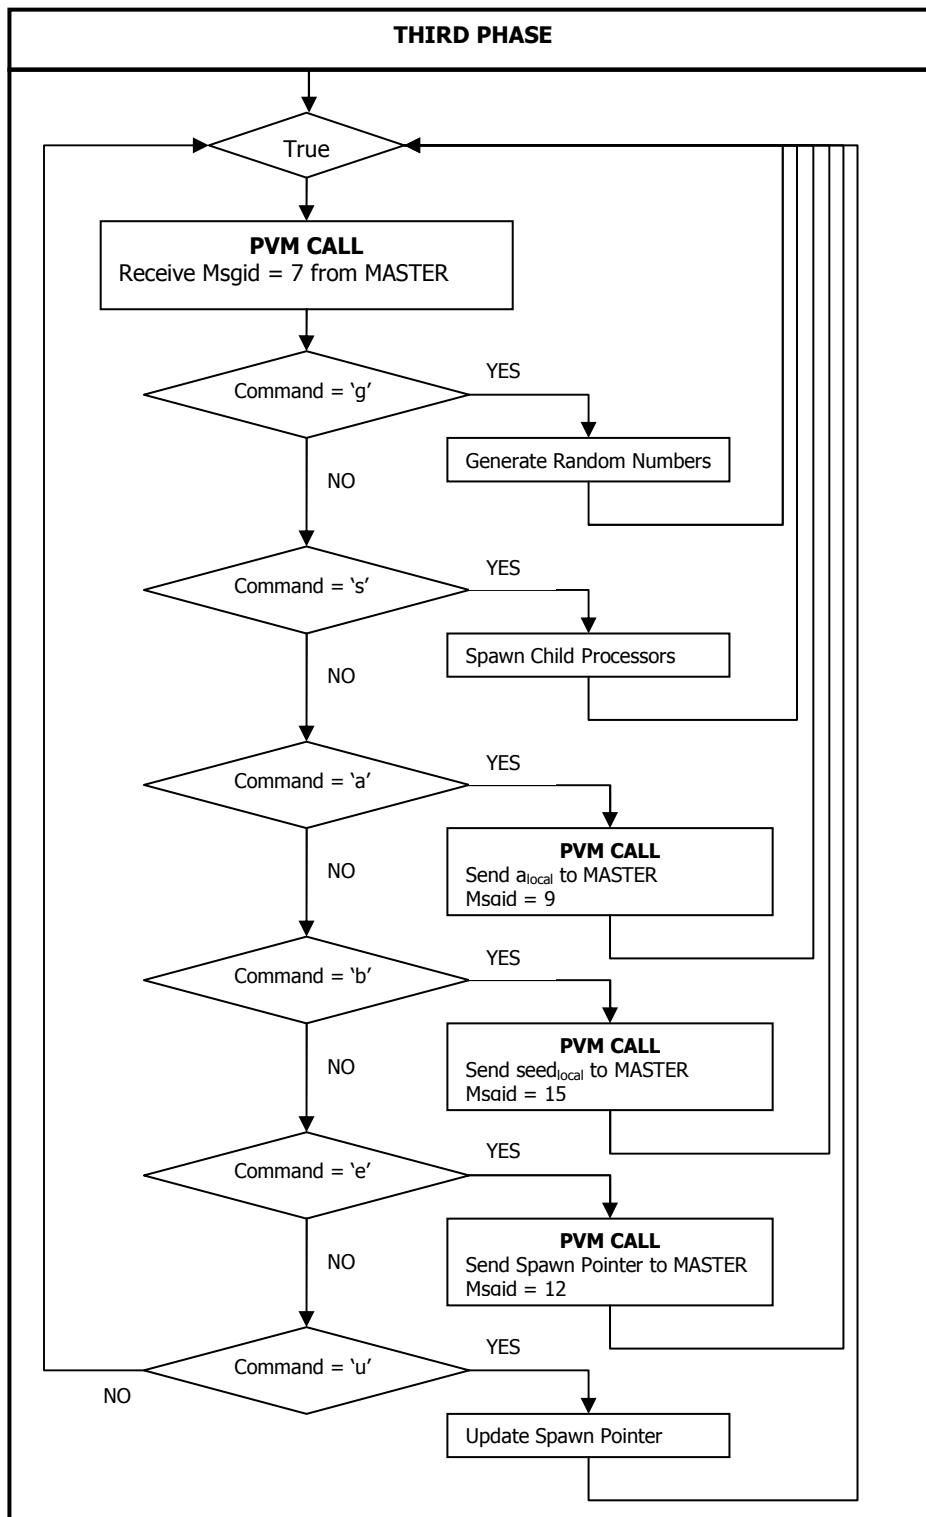 THIRD PHASE
True
PVM CALL
Receive Msgid = 7 from MASTER
Command = ‘g’
YES
Generate Random Numbers
NO
Command = ‘s’
YES
Spawn Child Processors
NO
Command = ‘a’
YES
PVM CALL
Send alocal to MASTER
Msgid = 9
NO
Command = ‘b’
YES
PVM CALL
Send seedlocal to MASTER
Msgid = 15
NO
Command = ‘e’
YES
PVM CALL
Send Spawn Pointer to MASTER
Msgid = 12
NO
Command = ‘u’
YES
NO
Update Spawn Pointer